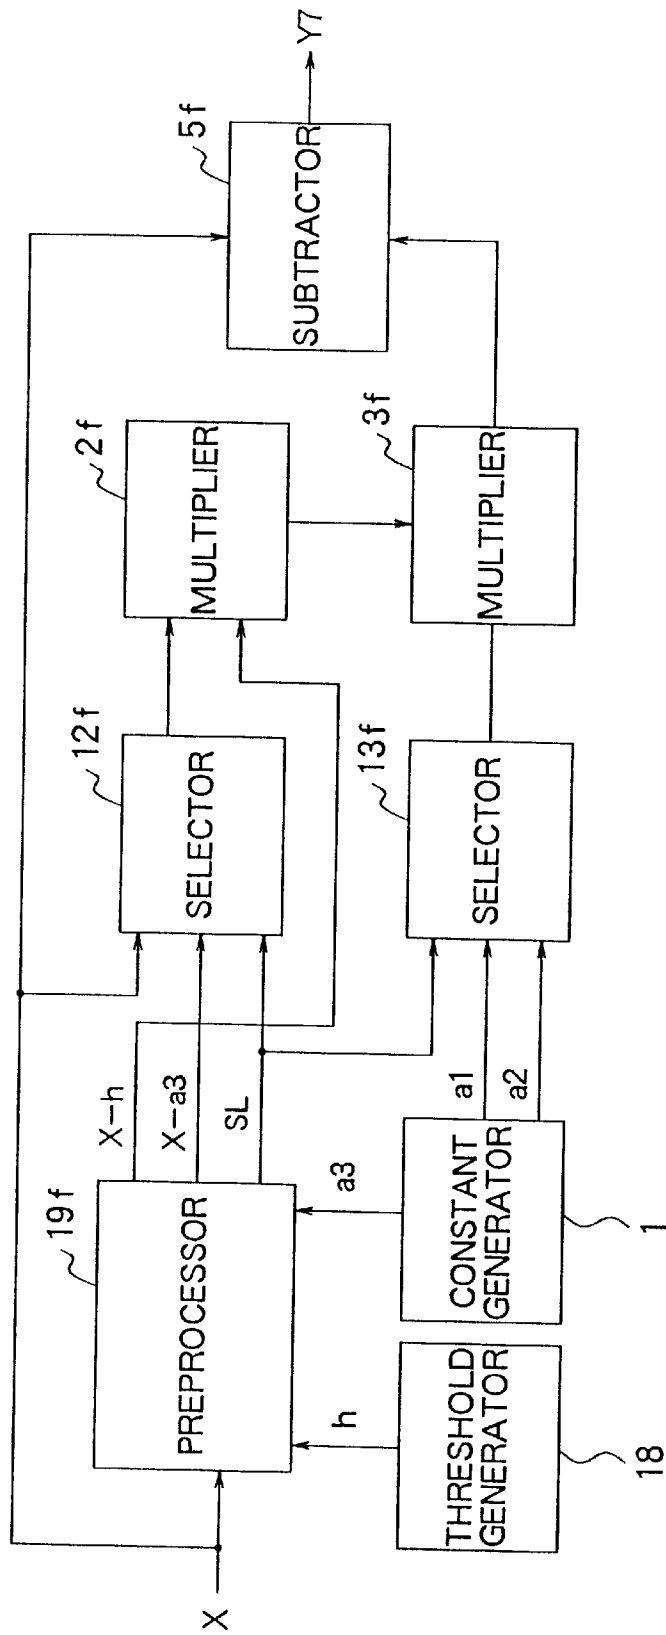 X
PREPROCESSOR
19f
X-h
X-a3
SL
h
a3
THRESHOLD
GENERATOR
18
CONSTANT
GENERATOR
1
a1
a2
SELECTOR
12f
SELECTOR
13f
MULTIPLIER
2f
MULTIPLIER
3f
SUBTRACTOR
5f
Y7